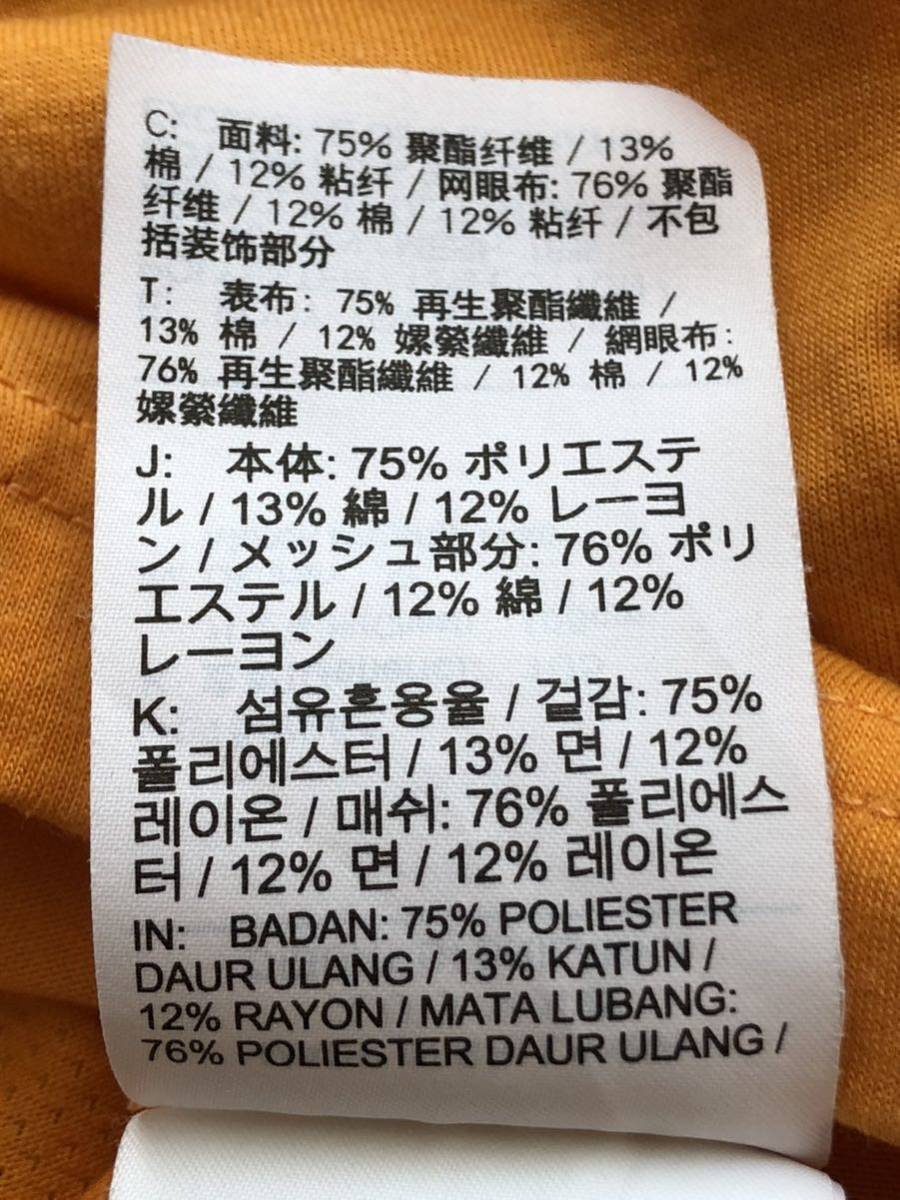 C: 面料: 75% 聚酯纤维 / 13%
棉 / 12% 粘纤 / 网眼布: 76% 聚酯
纤维 / 12% 棉 / 12% 粘纤 / 不包
括装饰部分
T: 表布: 75% 再生聚酯纖維 /
13% 棉 / 12% 嫘縈纖維 / 網眼布:
76% 再生聚酯纖維 / 12% 棉 / 12%
嫘縈纖維
J: 本体: 75% ポリエステ
ル / 13% 綿 / 12% レーヨ
ン / メッシュ部分: 76% ポリ
エステル / 12% 綿 / 12%
レーヨン
K: 섬유혼용율 / 겉감: 75%
폴리에스터 / 13% 면 / 12%
레이온 / 매쉬: 76% 폴리에스
터 / 12% 면 / 12% 레이온
IN: BADAN: 75% POLIESTER
DAUR ULANG / 13% KATUN /
12% RAYON / MATA LUBANG:
76% POLIESTER DAUR ULANG /